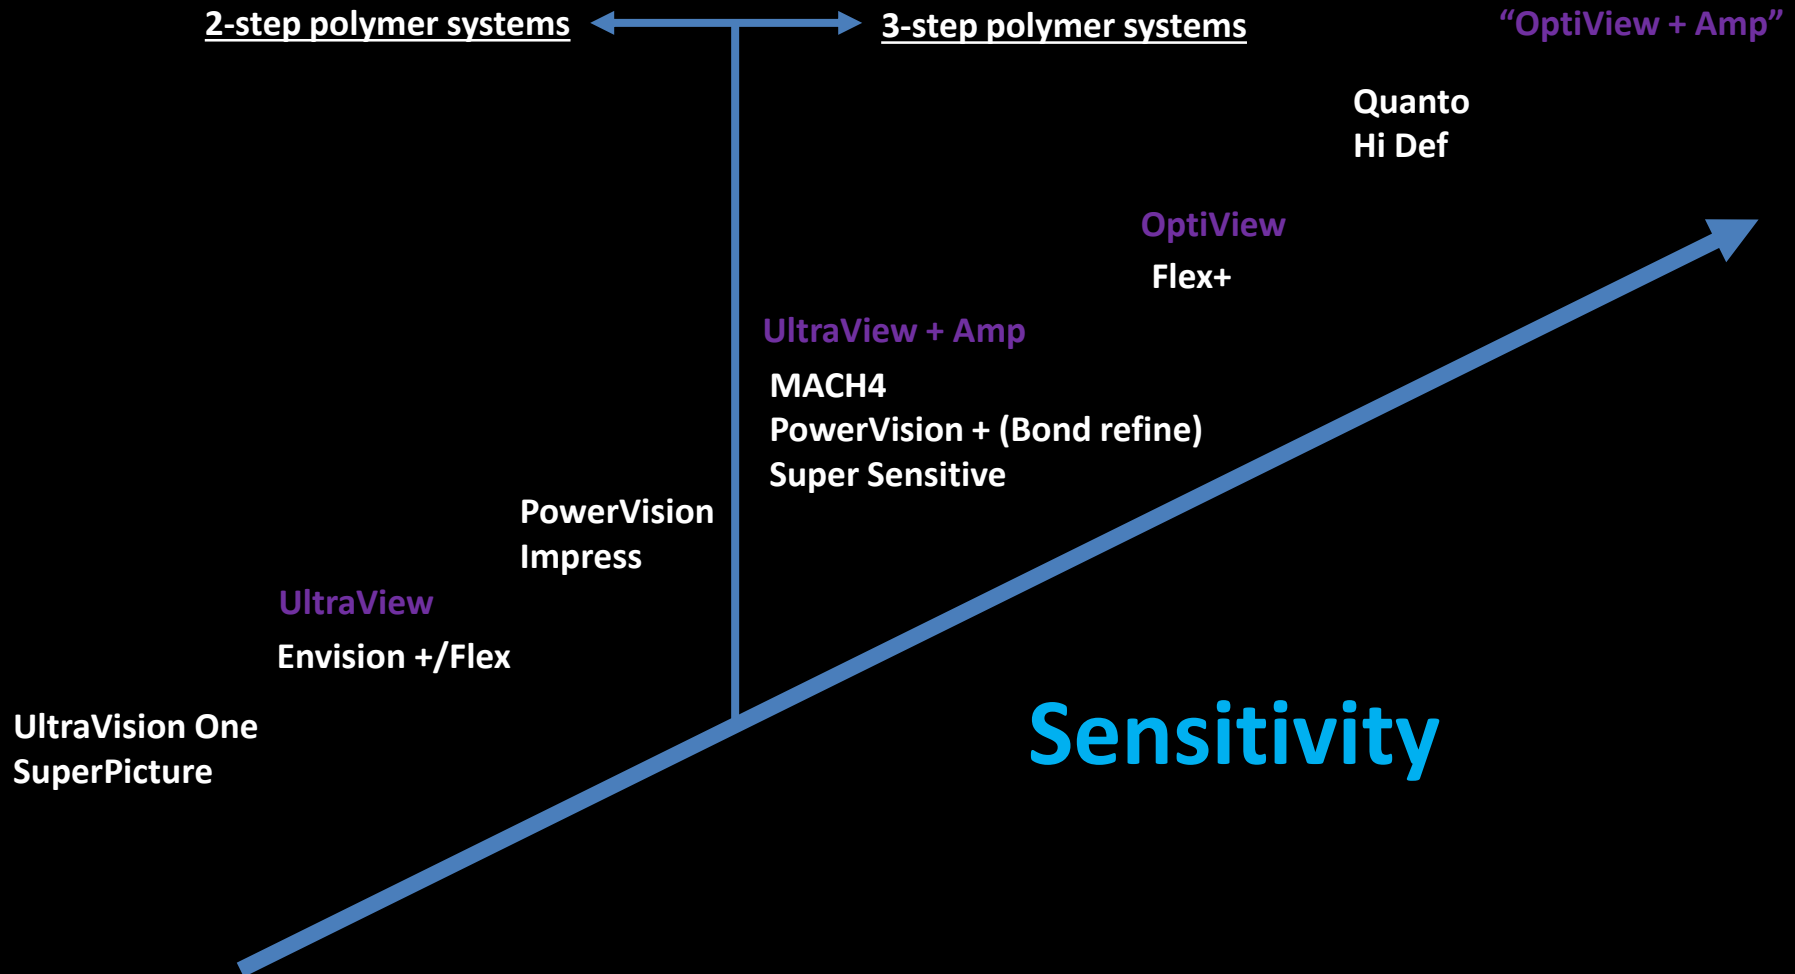 2-step polymer systems
3-step polymer systems
“OptiView + Amp”
Quanto
Hi Def
OptiView
Flex+
UltraView + Amp
MACH4
PowerVision + (Bond refine)
Super Sensitive
PowerVision
Impress
UltraView
Envision +/Flex
UltraVision One
SuperPicture
Sensitivity